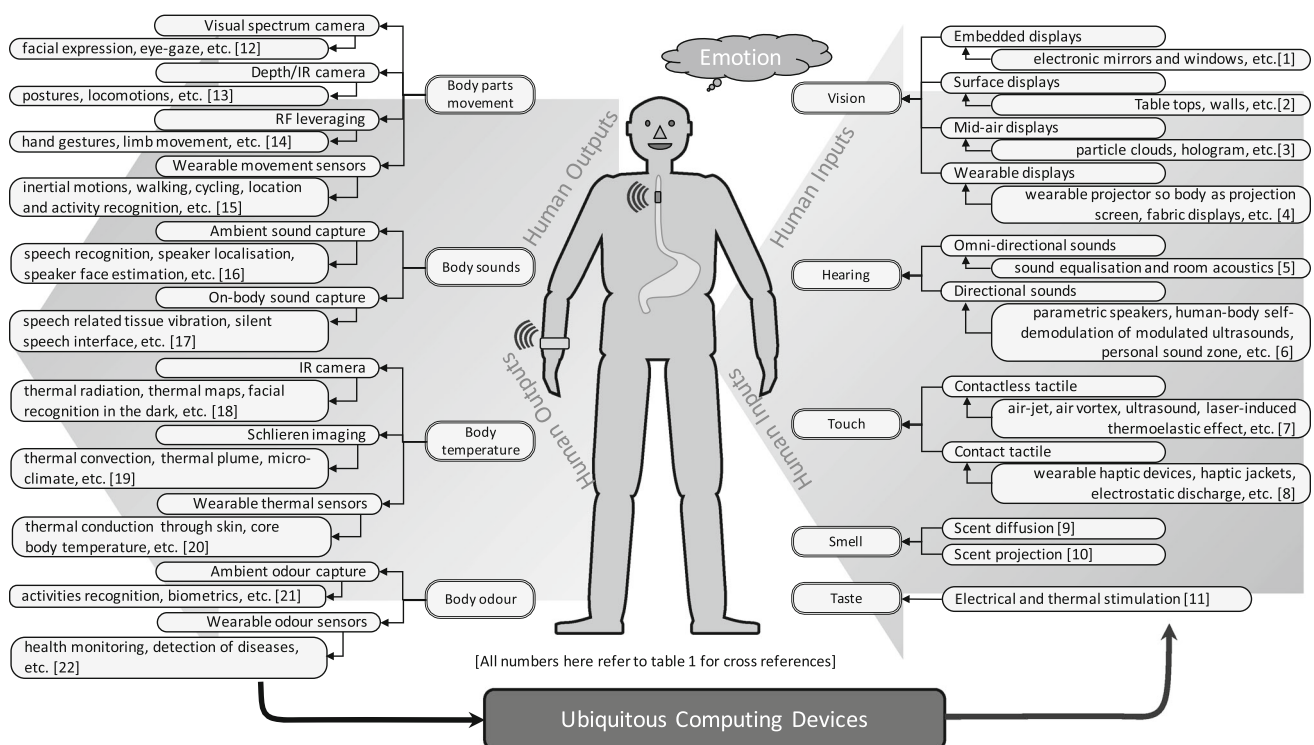 Visual spectrum camera
facial expression, eye-gaze, etc. [12]
Depth/IR camera
postures, locomotions, etc. [13]
RF leveraging
hand gestures, limb movement, etc. [14]
Wearable movement sensors
inertial motions, walking, cycling, location
and activity recognition, etc. [15]
Body parts
movement
Ambient sound capture
speech recognition, speaker localisation,
speaker face estimation, etc. [16]
On-body sound capture
speech related tissue vibration, silent
speech interface, etc. [17]
Body sounds
IR camera
thermal radiation, thermal maps, facial
recognition in the dark, etc. [18]
Schlieren imaging
thermal convection, thermal plume, micro-
climate, etc. [19]
Wearable thermal sensors
thermal conduction through skin, core
body temperature, etc. [20]
Body
temperature
Ambient odour capture
activities recognition, biometrics, etc. [21]
Wearable odour sensors
health monitoring, detection of diseases,
etc. [22]
Body odour
Human Outputs
Human Outputs
Emotion
Human Inputs
Human Inputs
Vision
Embedded displays
electronic mirrors and windows, etc.[1]
Surface displays
Table tops, walls, etc.[2]
Mid-air displays
particle clouds, hologram, etc.[3]
Wearable displays
wearable projector so body as projection
screen, fabric displays, etc. [4]
Hearing
Omni-directional sounds
sound equalisation and room acoustics [5]
Directional sounds
parametric speakers, human-body self-
demodulation of modulated ultrasounds,
personal sound zone, etc. [6]
Touch
Contactless tactile
air-jet, air vortex, ultrasound, laser-induced
thermoelastic effect, etc. [7]
Contact tactile
wearable haptic devices, haptic jackets,
electrostatic discharge, etc. [8]
Smell
Scent diffusion [9]
Scent projection [10]
Taste
Electrical and thermal stimulation [11]
[All numbers here refer to table 1 for cross references]
Ubiquitous Computing Devices